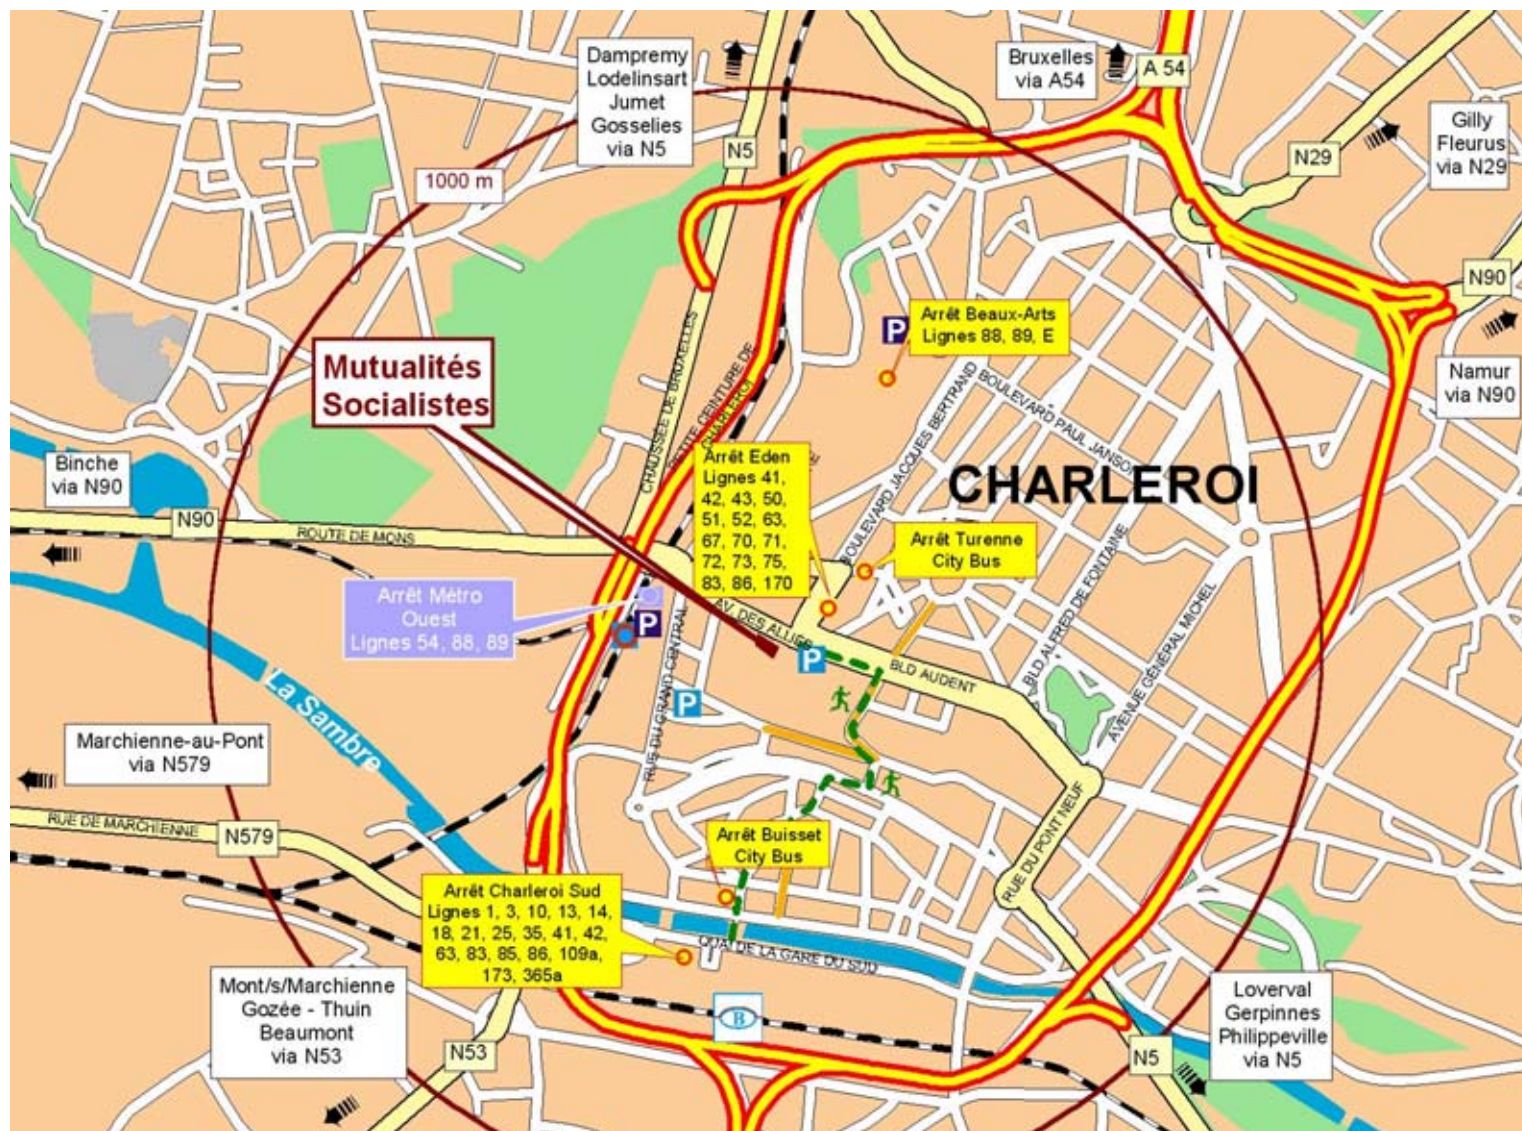 Dampremy
Lodelinsart
Jumet
Gosselies
via N5
Bruxelles
via A54
A 54
Gilly
Fleurus
via N29
N5
N29
1000 m
N90
Arrêt Beaux-Arts
Lignes 88, 89, E
P
Namur
via N90
Mutualités
Socialistes
CHAUSSÉE DE BRUXELLES
PETITE CEINTURE DE
CHARLEROI
BOULEVARD JACQUES BERTRAND
BOULEVARD PAUL JANSON
Binche
via N90
Arrêt Eden
Lignes 41,
42, 43, 50,
51, 52, 63,
67, 70, 71,
72, 73, 75,
83, 86, 170
CHARLEROI
N90
ROUTE DE MONS
Arrêt Turenne
City Bus
Arrêt Métro
Ouest
Lignes 54, 88, 89
P
AV. DES ALLIÉS
P
BLD AUDENT
BLD ALFRED DE FONTAINE
AVENUE GÉNÉRAL MICHEL
La Sambre
RUE DU GRAND CENTRAL
P
Marchienne-au-Pont
via N579
RUE DE MARCHIENNE
N579
RUE DU PONT NEUF
Arrêt Buisset
City Bus
Arrêt Charleroi Sud
Lignes 1, 3, 10, 13, 14,
18, 21, 25, 35, 41, 42,
63, 83, 85, 86, 109a,
173, 365a
QUAI DE LA GARE DU SUD
Mont/s/Marchienne
Gozée - Thuin
Beaumont
via N53
B
N53
N5
Loverval
Gerpinnes
Philippeville
via N5